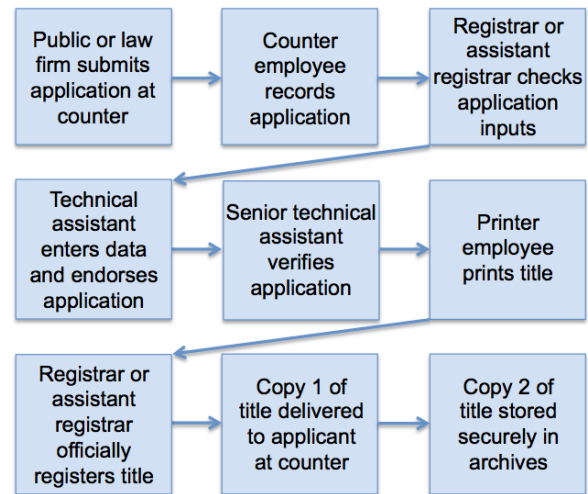 Public or law
firm submits
application at
counter
Counter
employee
records
application
Registrar or
assistant
registrar checks
application
inputs
Technical
assistant
enters data
and endorses
application
Senior technical
assistant
verifies
application
Printer
employee
prints title
Registrar or
assistant
registrar
officially
registers title
Copy 1 of
title delivered
to applicant
at counter
Copy 2 of
title stored
securely in
archives